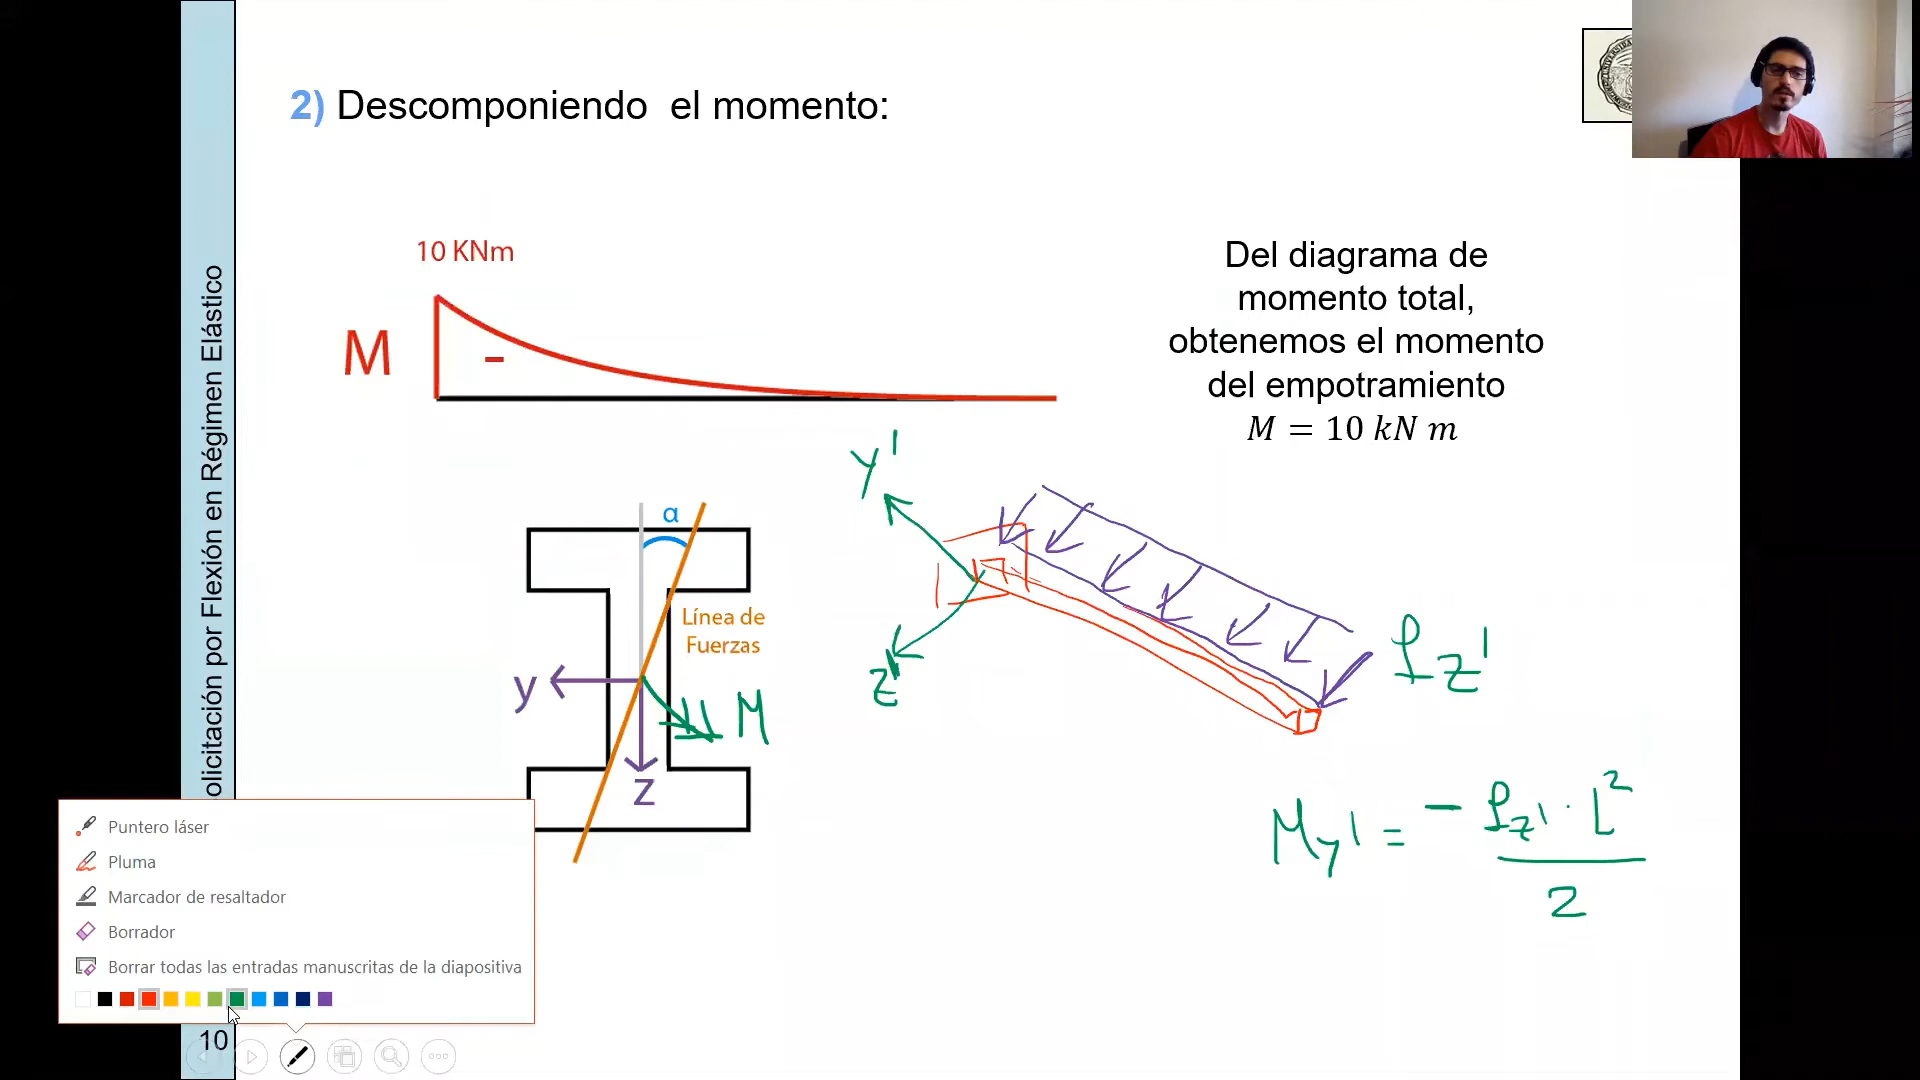 2) Descomponiendo el momento:
10 KNm
M
-
Del diagrama de
momento total,
obtenemos el momento
del empotramiento
M = 10 kN m
α
Línea de
Fuerzas
y
z
M
y'
z'
fz'
My' = - fz' · L²
2
olicitación por Flexión en Régimen Elástico
Puntero láser
Pluma
Marcador de resaltador
Borrador
Borrar todas las entradas manuscritas de la diapositiva
10